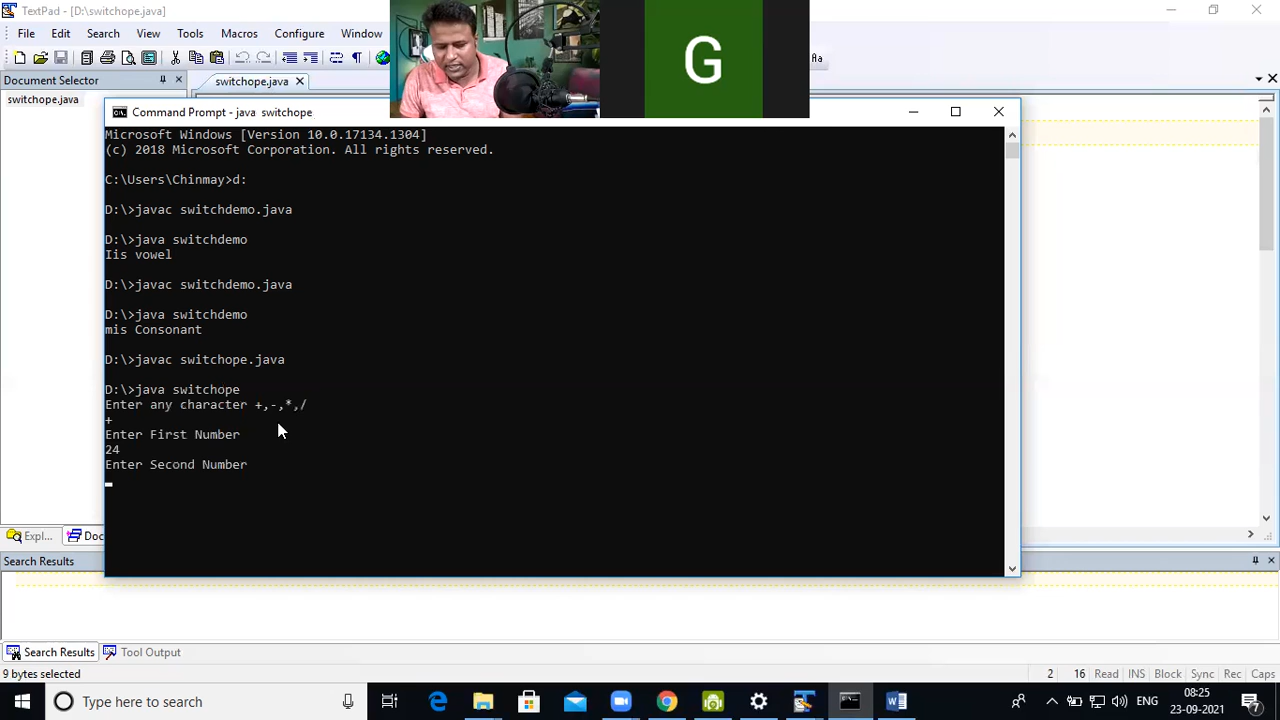 TextPad - [D:\switchope.java]
File Edit Search View Tools Macros Configure Window
Document Selector
switchope.java
switchope.java
G
Command Prompt - java  switchope
Microsoft Windows [Version 10.0.17134.1304]
(c) 2018 Microsoft Corporation. All rights reserved.
C:\Users\Chinmay>d:
D:\>javac switchdemo.java
D:\>java switchdemo
Iis vowel
D:\>javac switchdemo.java
D:\>java switchdemo
mis Consonant
D:\>javac switchope.java
D:\>java switchope
Enter any character +,-,*,/
+
Enter First Number
24
Enter Second Number
Expl... Doc
Search Results
Search Results Tool Output
9 bytes selected 2 16 Read INS Block Sync Rec Caps
Type here to search ENG 08:25
23-09-2021 7